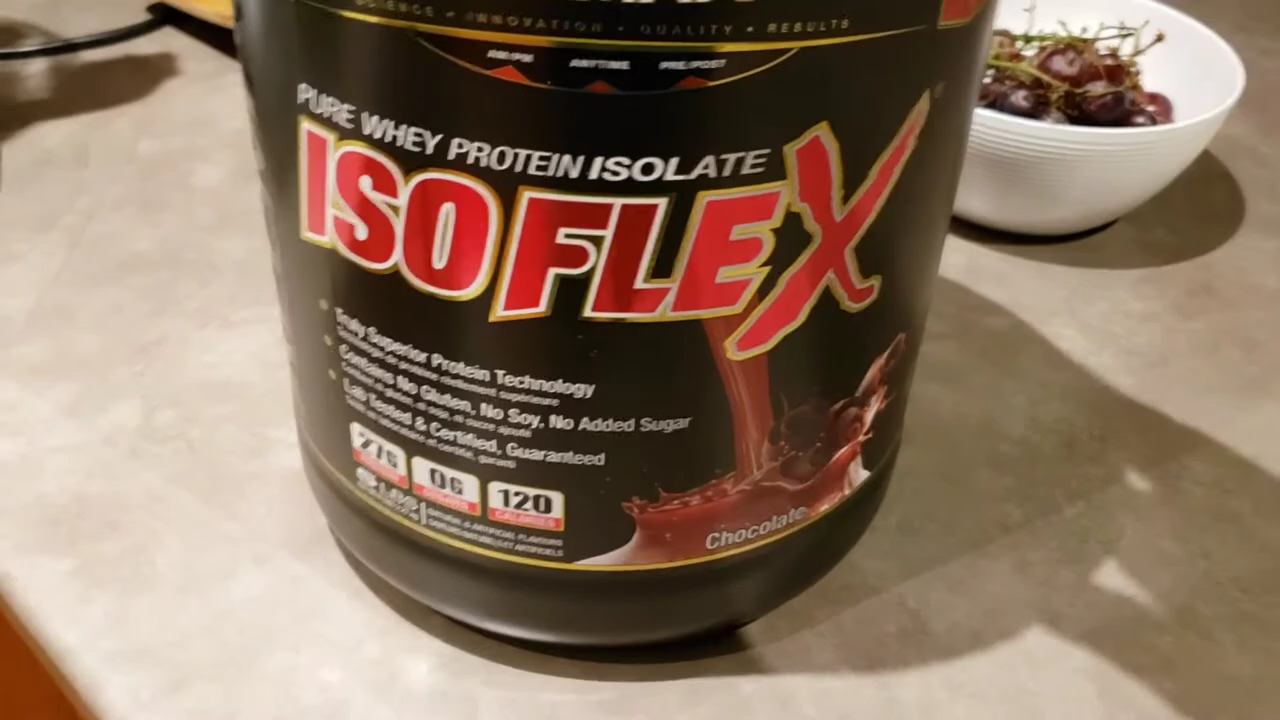 SCIENCE • INNOVATION • QUALITY • RESULTS
AM/PM ANYTIME PRE/POST
PURE WHEY PROTEIN ISOLATE
ISOFLEX
Truly Superior Protein Technology
Contains No Gluten, No Soy, No Added Sugar
Lab Tested & Certified, Guaranteed
27G 0G 120
CALORIES
Chocolate